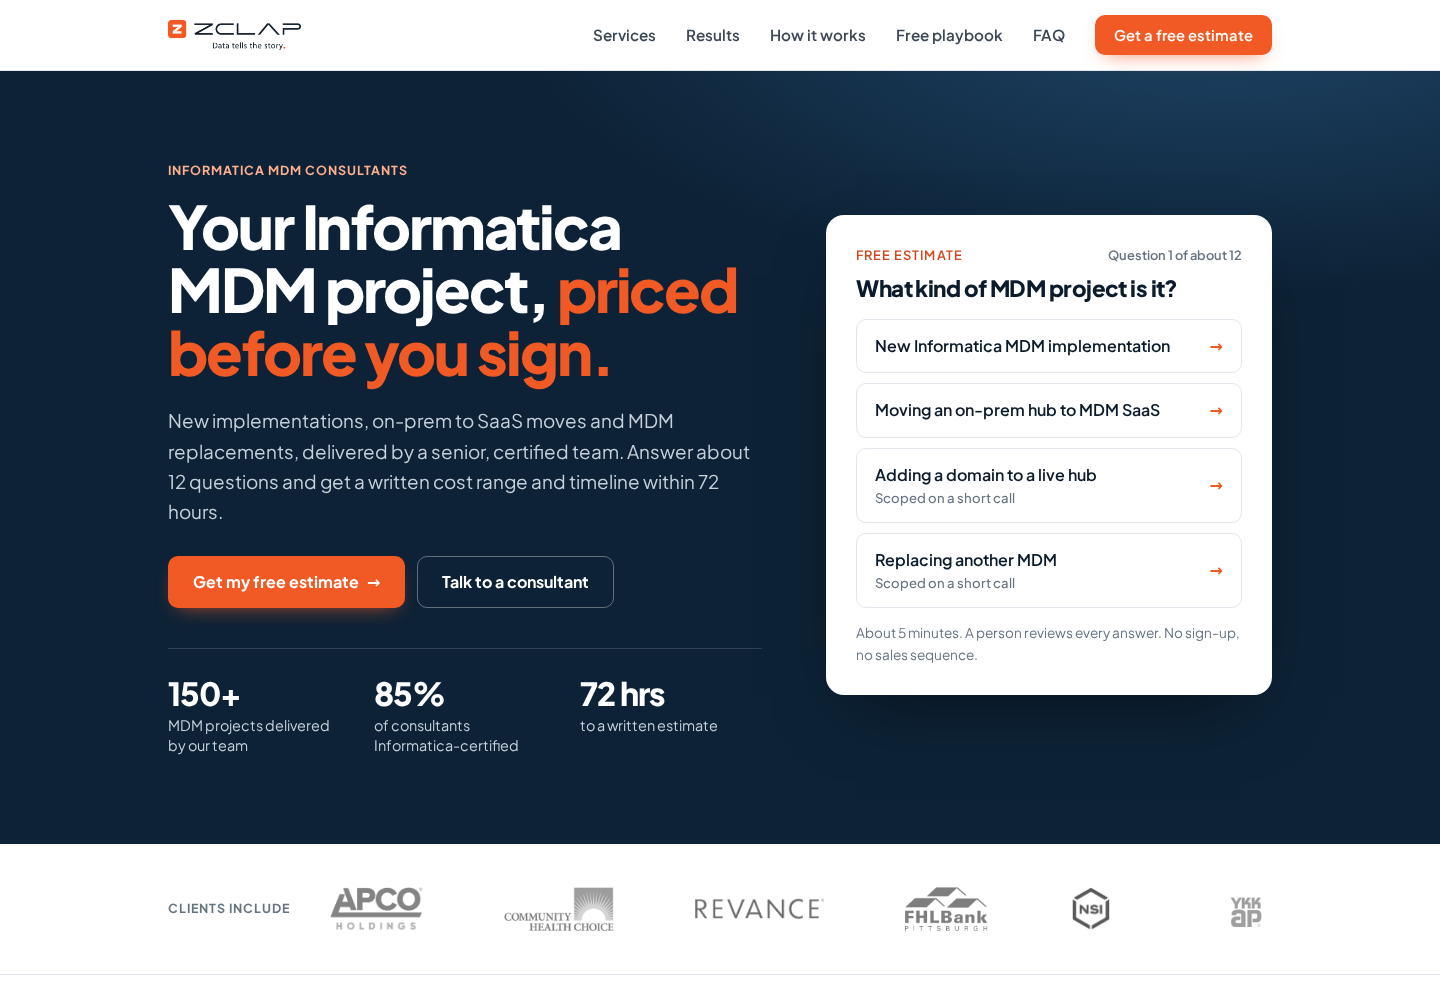 Z ZCLAP
Data tells the story.
Services
Results
How it works
Free playbook
FAQ
Get a free estimate
INFORMATICA MDM CONSULTANTS
Your Informatica
MDM project, priced
before you sign.
New implementations, on-prem to SaaS moves and MDM
replacements, delivered by a senior, certified team. Answer about
12 questions and get a written cost range and timeline within 72
hours.
Get my free estimate →
Talk to a consultant
150+
MDM projects delivered
by our team
85%
of consultants
Informatica-certified
72 hrs
to a written estimate
FREE ESTIMATE
Question 1 of about 12
What kind of MDM project is it?
New Informatica MDM implementation →
Moving an on-prem hub to MDM SaaS →
Adding a domain to a live hub
Scoped on a short call →
Replacing another MDM
Scoped on a short call →
About 5 minutes. A person reviews every answer. No sign-up,
no sales sequence.
CLIENTS INCLUDE
APCO
HOLDINGS
COMMUNITY
HEALTH CHOICE
REVANCE
FHLBank
PITTSBURGH
NSI
YKK
ap